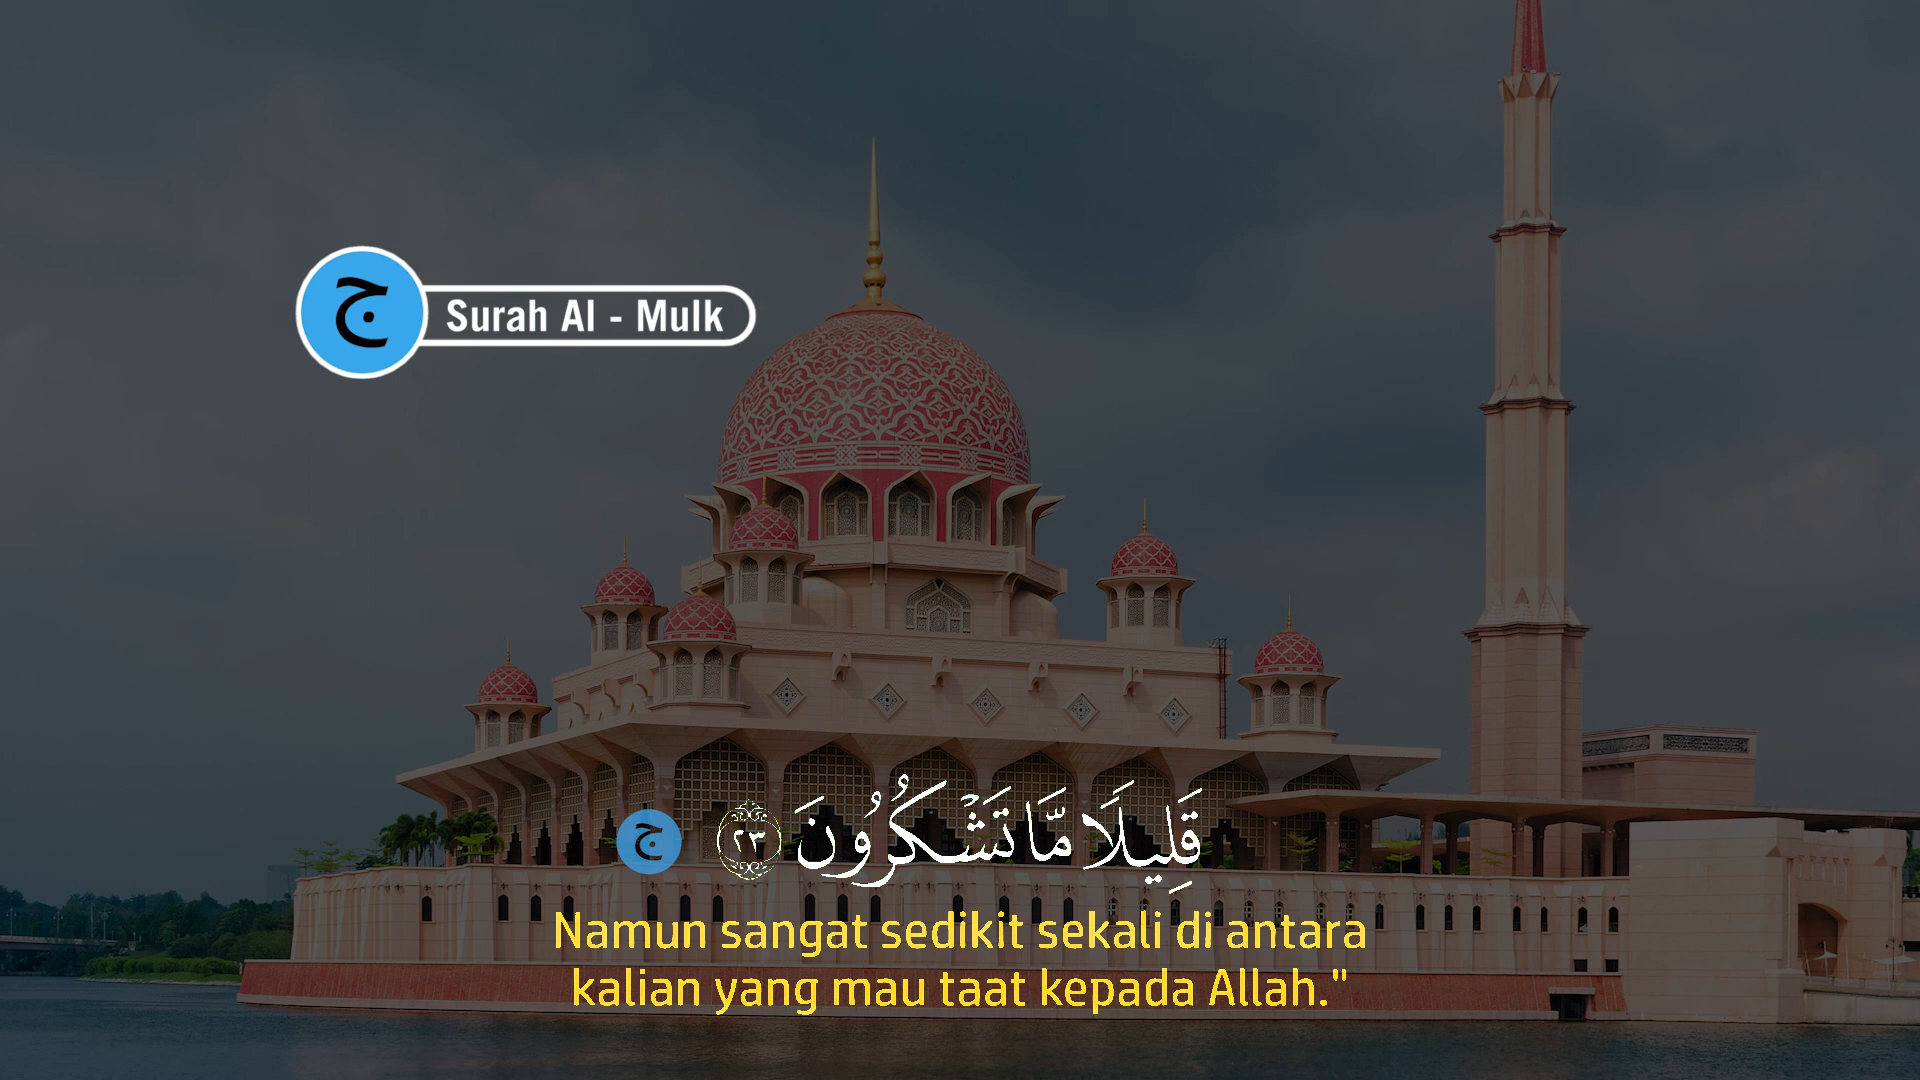 ج
Surah Al - Mulk
قَلِيلًا مَّا تَشْكُرُونَ ٢٣
ج
Namun sangat sedikit sekali di antara
kalian yang mau taat kepada Allah."